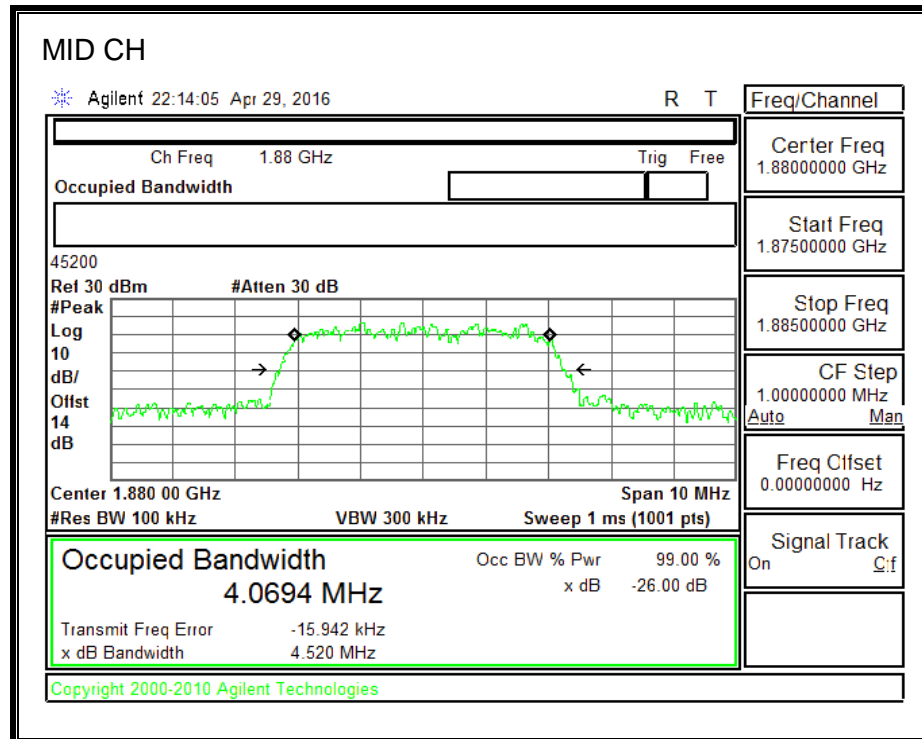 MID CH
Agilent 22:14:05 Apr 29, 2016 R T
Freq/Channel
Ch Freq 1.88 GHz Trig Free
Occupied Bandwidth
Center Freq
1.88000000 GHz
Start Freq
1.87500000 GHz
Stop Freq
1.88500000 GHz
CF Step
1.00000000 MHz
Auto Man
Freq Offset
0.00000000 Hz
Signal Track
On Off
45200
Ref 30 dBm #Atten 30 dB
#Peak
Log
10
dB/
Offst
14
dB
Center 1.880 00 GHz Span 10 MHz
#Res BW 100 kHz VBW 300 kHz Sweep 1 ms (1001 pts)
Occupied Bandwidth Occ BW % Pwr 99.00 %
4.0694 MHz x dB -26.00 dB
Transmit Freq Error -15.942 kHz
x dB Bandwidth 4.520 MHz
Copyright 2000-2010 Agilent Technologies